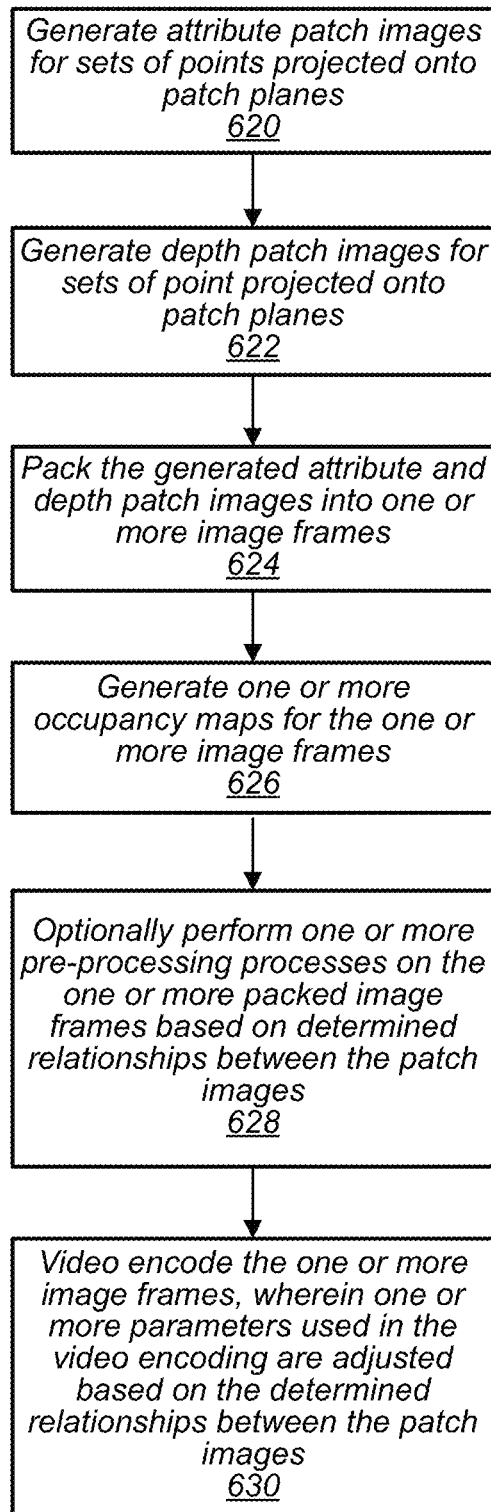 Generate attribute patch images
for sets of points projected onto
patch planes
620
Generate depth patch images for
sets of point projected onto
patch planes
622
Pack the generated attribute and
depth patch images into one or
more image frames
624
Generate one or more
occupancy maps for the one or
more image frames
626
Optionally perform one or more
pre-processing processes on the
one or more packed image
frames based on determined
relationships between the patch
images
628
Video encode the one or more
image frames, wherein one or
more parameters used in the
video encoding are adjusted
based on the determined
relationships between the patch
images
630